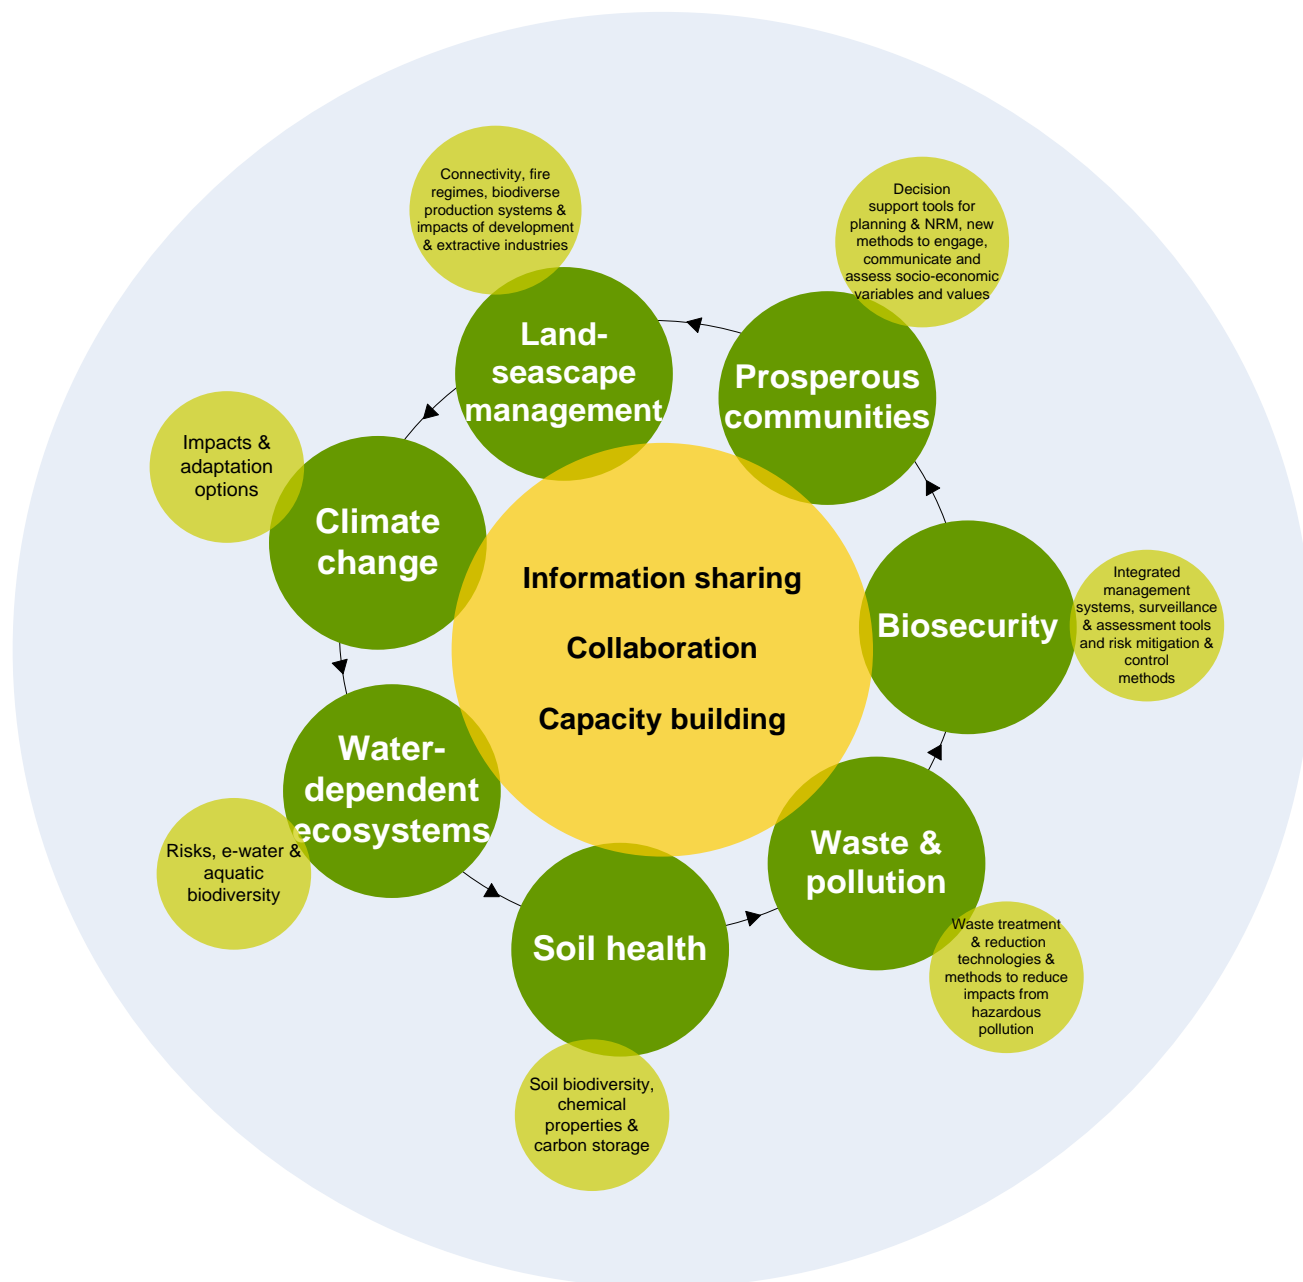 Connectivity, fire
regimes, biodiverse
production systems &
impacts of development
& extractive industries
Decision
support tools for
planning & NRM, new
methods to engage,
communicate and
assess socio-economic
variables and values
Land-
seascape
management
Prosperous
communities
Impacts &
adaptation
options
Climate
change
Information sharing
Collaboration
Capacity building
Biosecurity
Integrated
management
systems, surveillance
& assessment tools
and risk mitigation &
control
methods
Water-
dependent
ecosystems
Risks, e-water &
aquatic
biodiversity
Waste &
pollution
Soil health
Waste treatment
& reduction
technologies &
methods to reduce
impacts from
hazardous
pollution
Soil biodiversity,
chemical
properties &
carbon storage